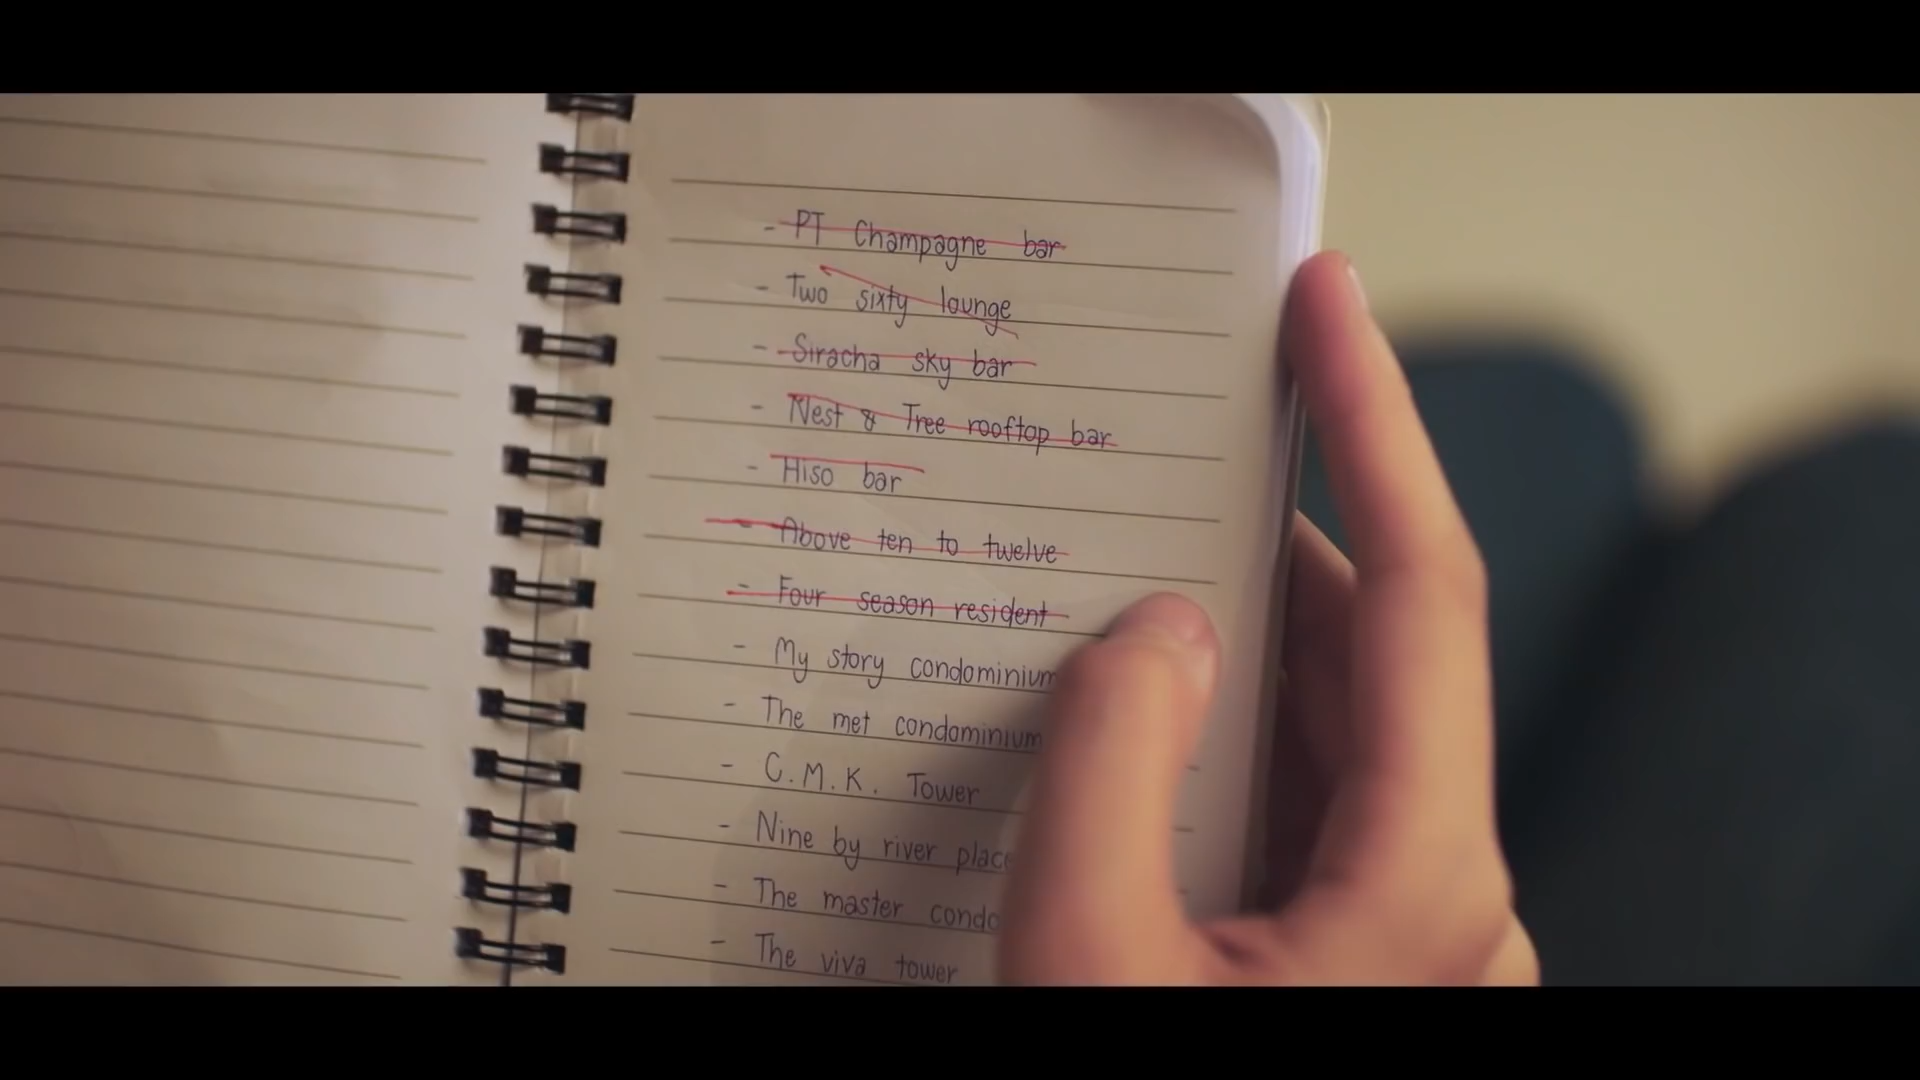 - PT Champagne bar
- Two sixty lounge
- Siracha sky bar
- Nest & Tree rooftop bar
- Hiso bar
- Above ten to twelve
- Four season resident
- My story condominium
- The met condominium
- C.M.K. Tower
- Nine by river place
- The master condo
- The viva tower